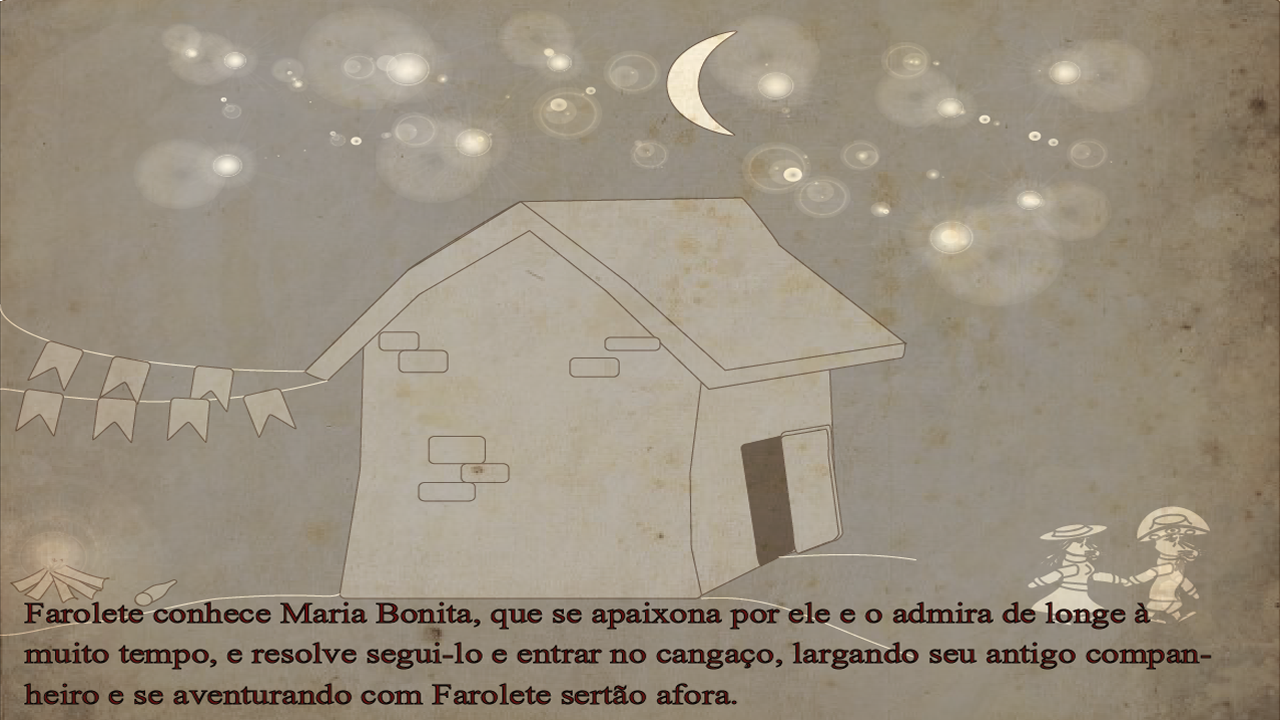 Farolete conhece Maria Bonita, que se apaixona por ele e o admira de longe à
muito tempo, e resolve segui-lo e entrar no cangaço, largando seu antigo compan-
heiro e se aventurando com Farolete sertão afora.